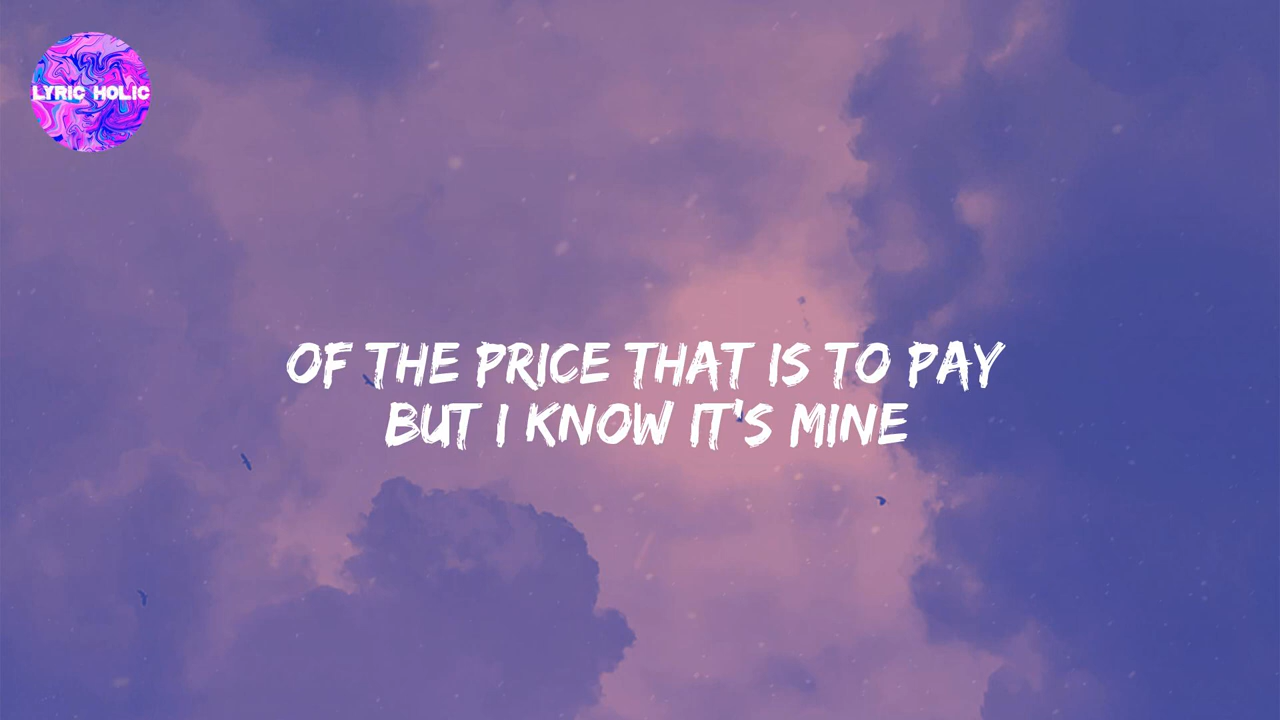 LYRIC HOLIC
OF THE PRICE THAT IS TO PAY
BUT I KNOW IT'S MINE